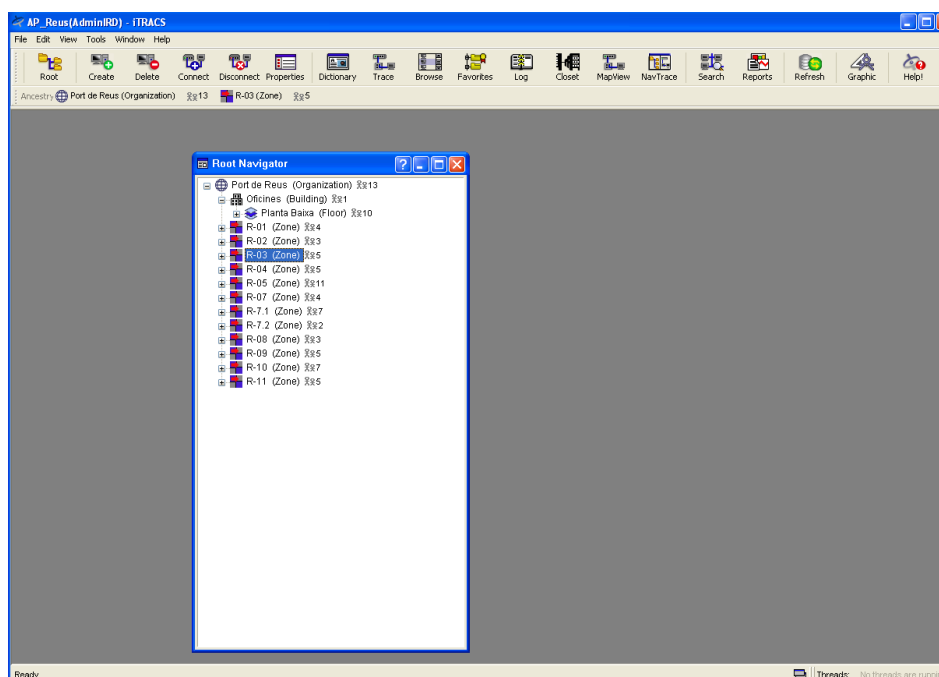 AP_Reus(AdminIRD) - iTRACS
File Edit View Tools Window Help
Root Create Delete Connect Disconnect Properties Dictionary Trace Browse Favorites Log Closet MapView NavTrace Search Reports Refresh Graphic Help!
Ancestry Port de Reus (Organization) 13 R-03 (Zone) 5
Root Navigator
Port de Reus (Organization) 13
Oficines (Building) 1
Planta Baixa (Floor) 10
R-01 (Zone) 4
R-02 (Zone) 3
R-03 (Zone) 5
R-04 (Zone) 5
R-05 (Zone) 11
R-07 (Zone) 4
R-7.1 (Zone) 7
R-7.2 (Zone) 2
R-08 (Zone) 3
R-09 (Zone) 5
R-10 (Zone) 7
R-11 (Zone) 5
Ready Threads: No threads are